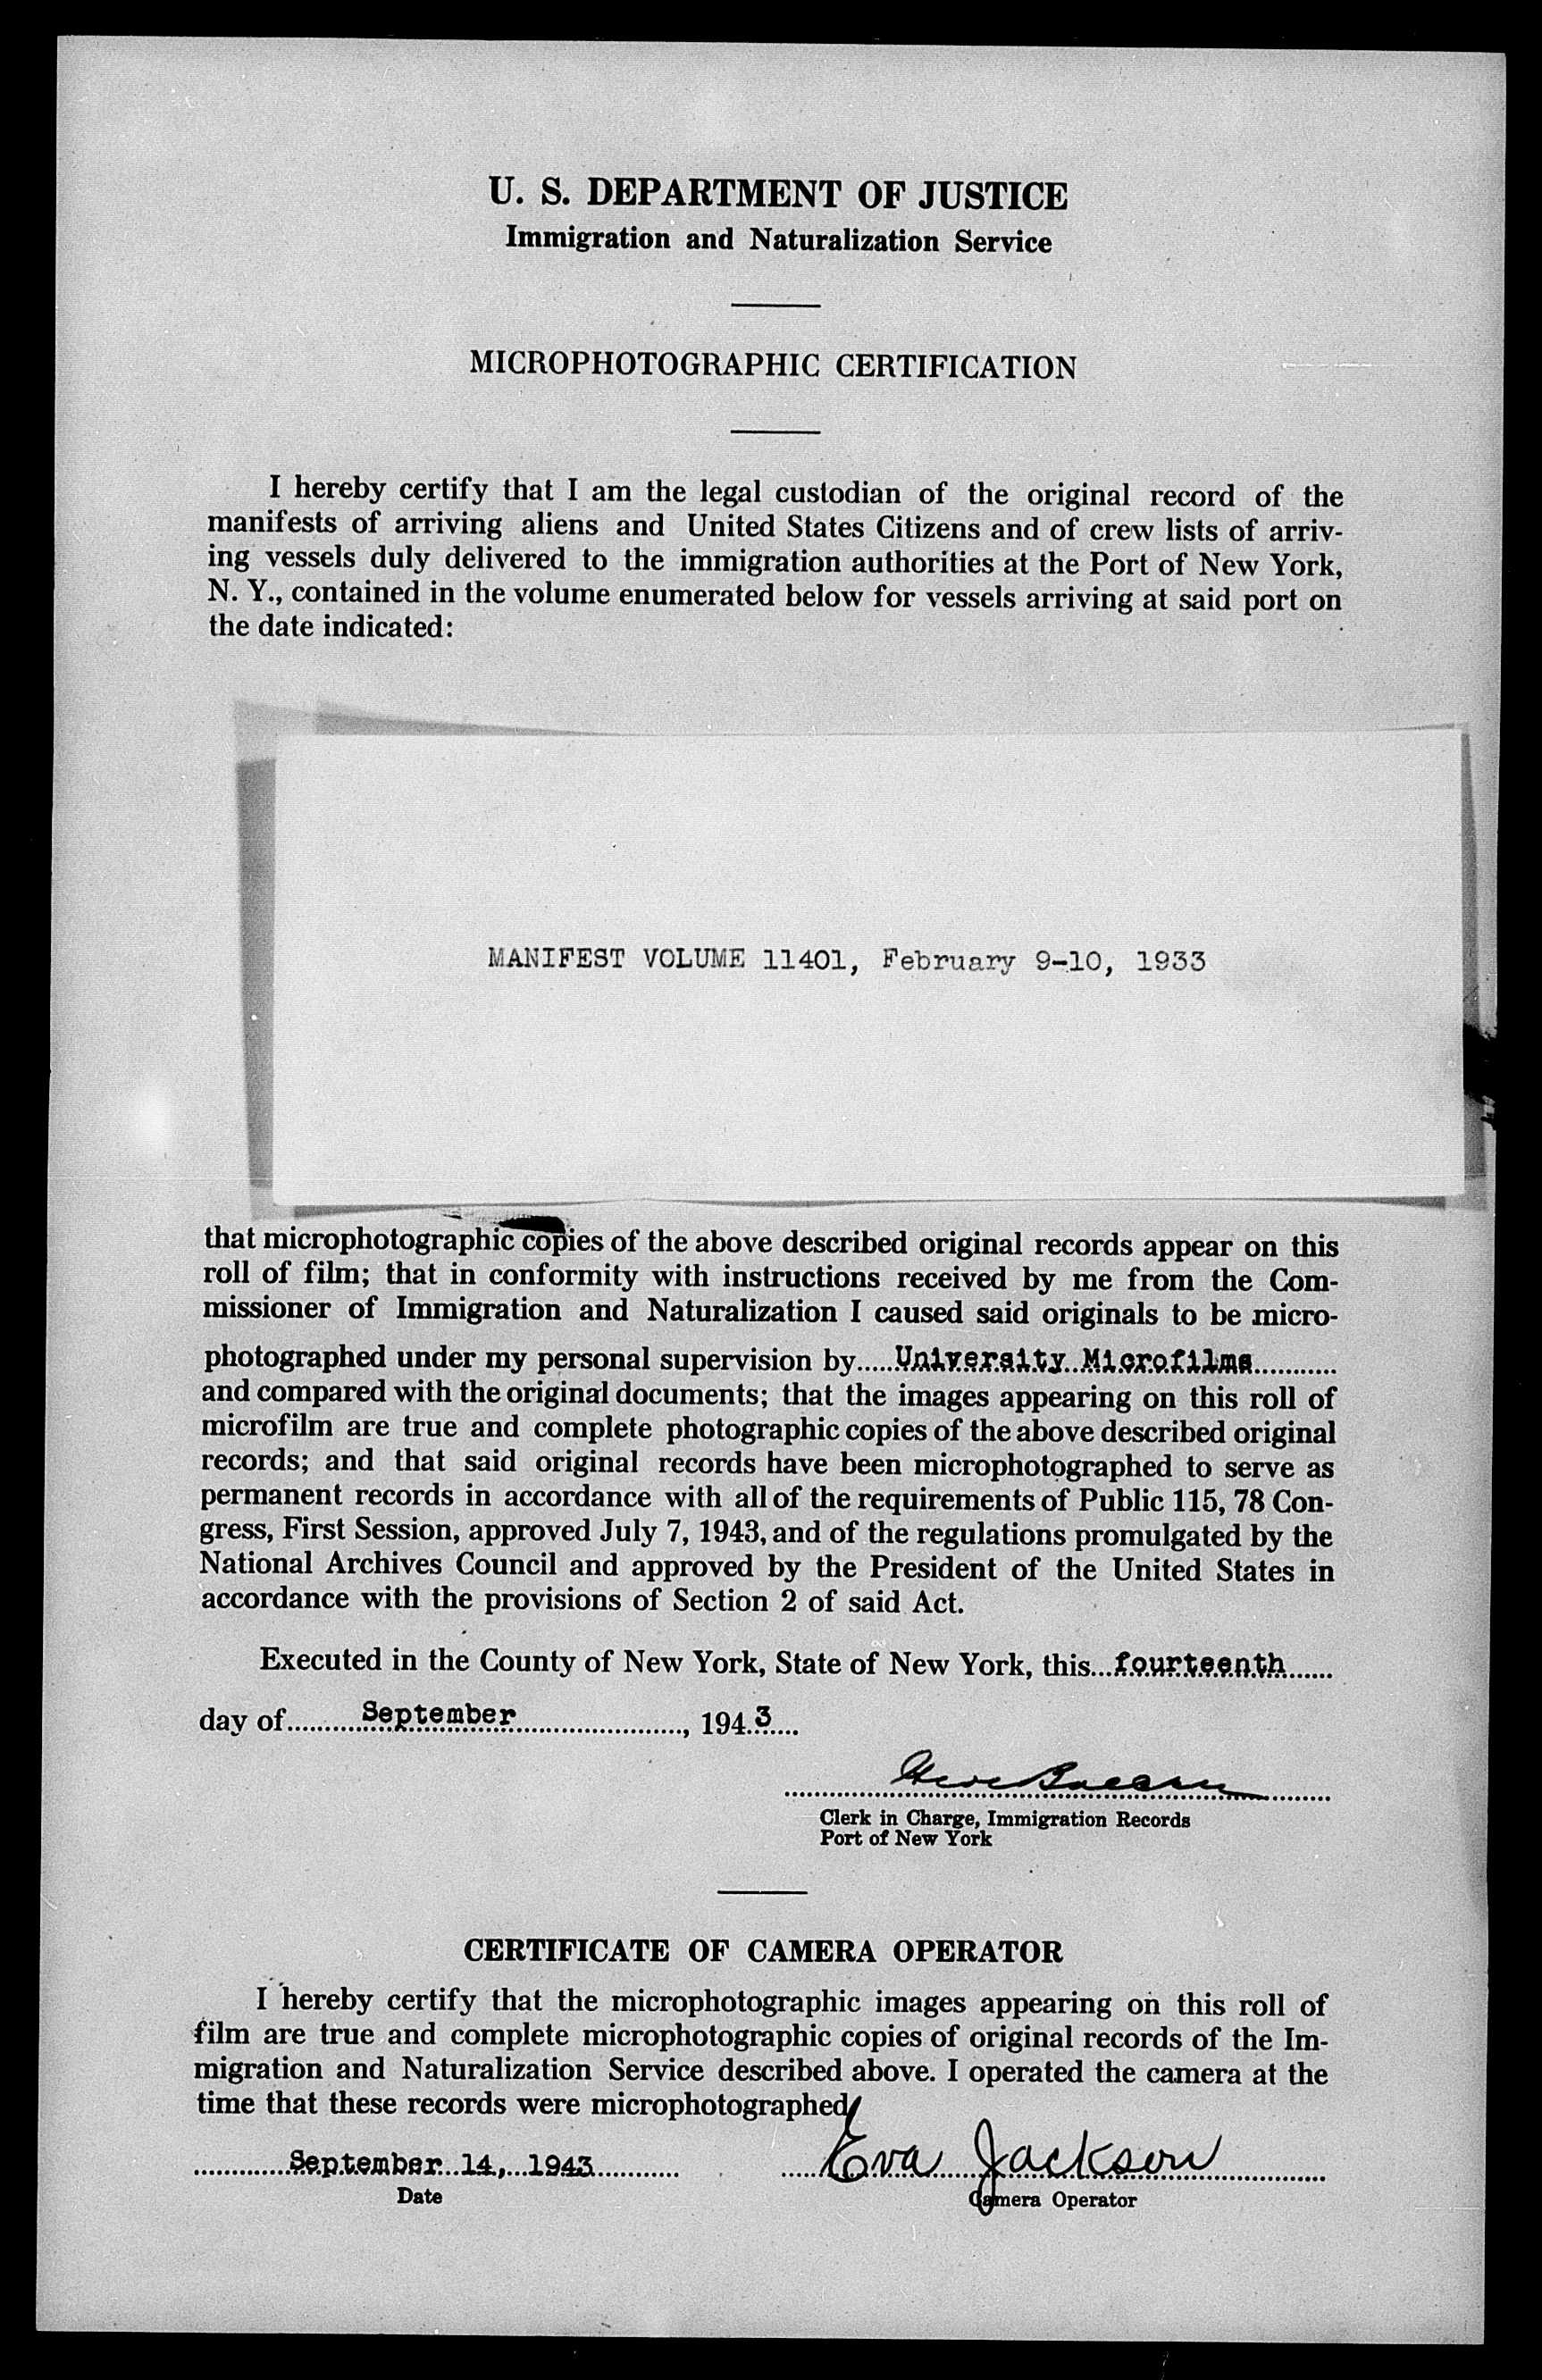 U. S. DEPARTMENT OF JUSTICE
Immigration and Naturalization Service
MICROPHOTOGRAPHIC CERTIFICATION
I hereby certify that I am the legal custodian of the original record of the
manifests of arriving aliens and United States Citizens and of crew lists of arriv-
ing vessels duly delivered to the immigration authorities at the Port of New York,
N. Y., contained in the volume enumerated below for vessels arriving at said port on
the date indicated:
MANIFEST VOLUME 11401, February 9-10, 1933
that microphotographic copies of the above described original records appear on this
roll of film; that in conformity with instructions received by me from the Com-
missioner of Immigration and Naturalization I caused said originals to be micro-
photographed under my personal supervision by.....University Microfilms...........
and compared with the original documents; that the images appearing on this roll of
microfilm are true and complete photographic copies of the above described original
records; and that said original records have been microphotographed to serve as
permanent records in accordance with all of the requirements of Public 115, 78 Con-
gress, First Session, approved July 7, 1943, and of the regulations promulgated by the
National Archives Council and approved by the President of the United States in
accordance with the provisions of Section 2 of said Act.
Executed in the County of New York, State of New York, this...fourteenth......
day of...........September......................, 194.3....
Clerk in Charge, Immigration Records
Port of New York
CERTIFICATE OF CAMERA OPERATOR
I hereby certify that the microphotographic images appearing on this roll of
film are true and complete microphotographic copies of original records of the Im-
migration and Naturalization Service described above. I operated the camera at the
time that these records were microphotographed
.............September 14, 1943............ Eva Jackson
Date Camera Operator